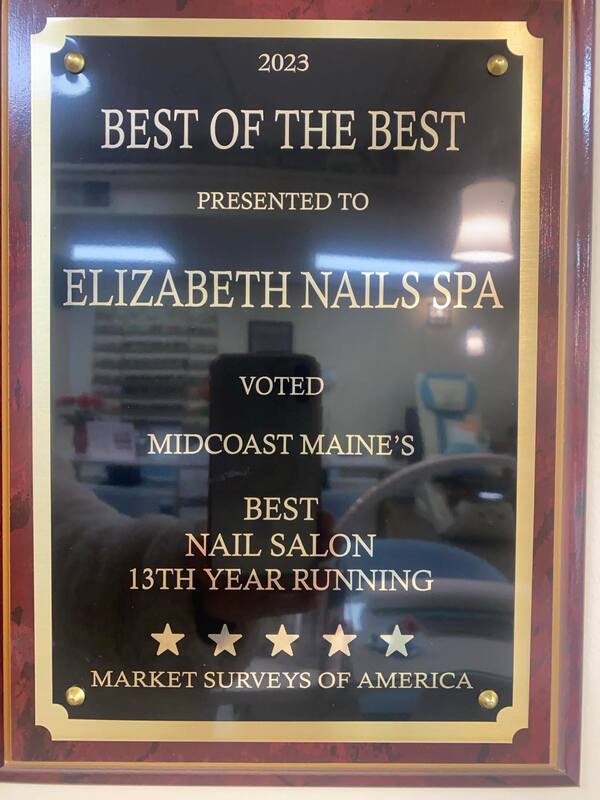 2023
BEST OF THE BEST
PRESENTED TO
ELIZABETH NAILS SPA
VOTED
MIDCOAST MAINE'S
BEST
NAIL SALON
13TH YEAR RUNNING
MARKET SURVEYS OF AMERICA